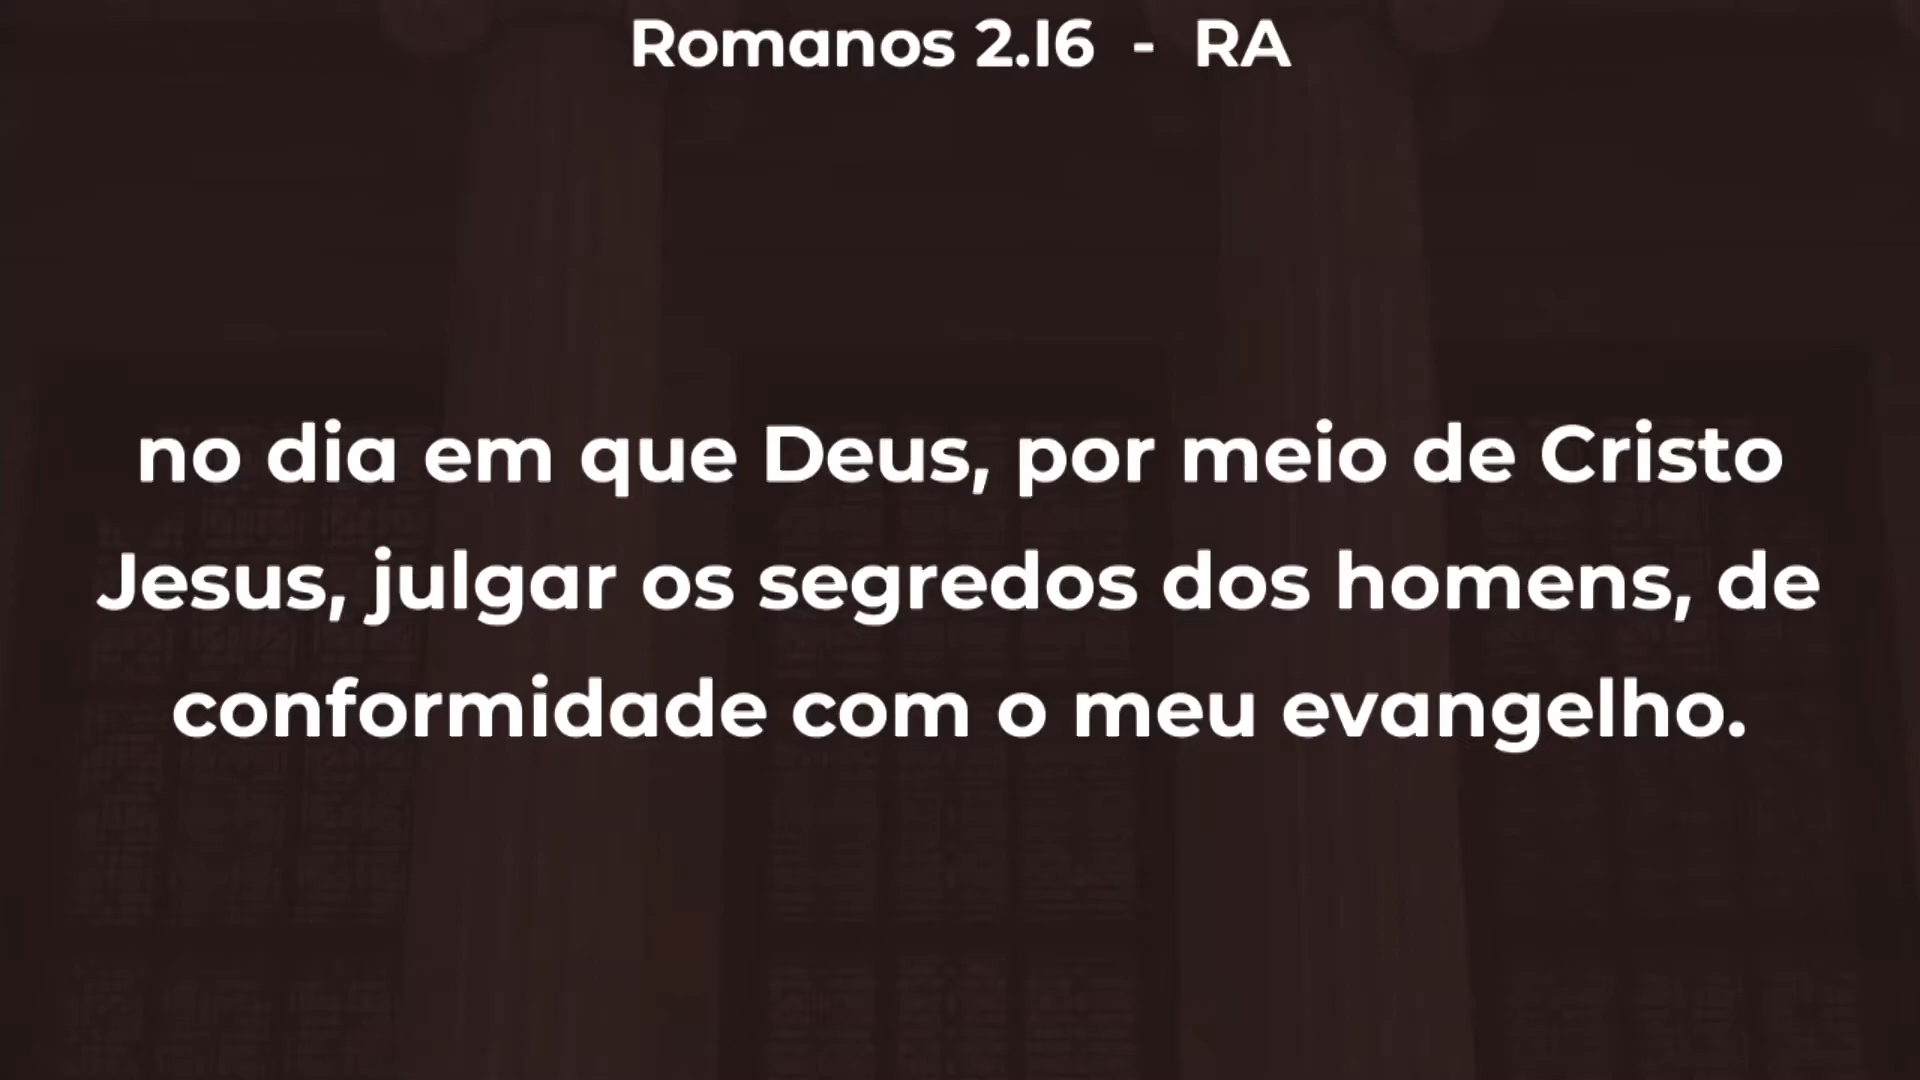 Romanos 2.16 - RA
no dia em que Deus, por meio de Cristo
Jesus, julgar os segredos dos homens, de
conformidade com o meu evangelho.